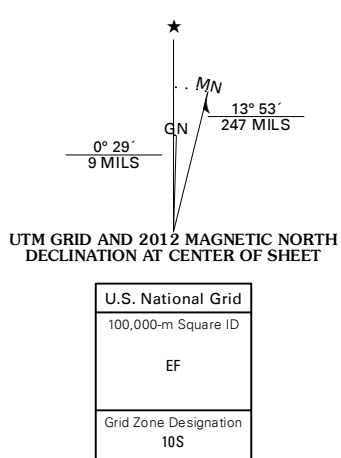 ★
MN
13° 53´
247 MILS
GN
0° 29´
9 MILS
UTM GRID AND 2012 MAGNETIC NORTH
DECLINATION AT CENTER OF SHEET
U.S. National Grid
100,000-m Square ID
EF
Grid Zone Designation
10S